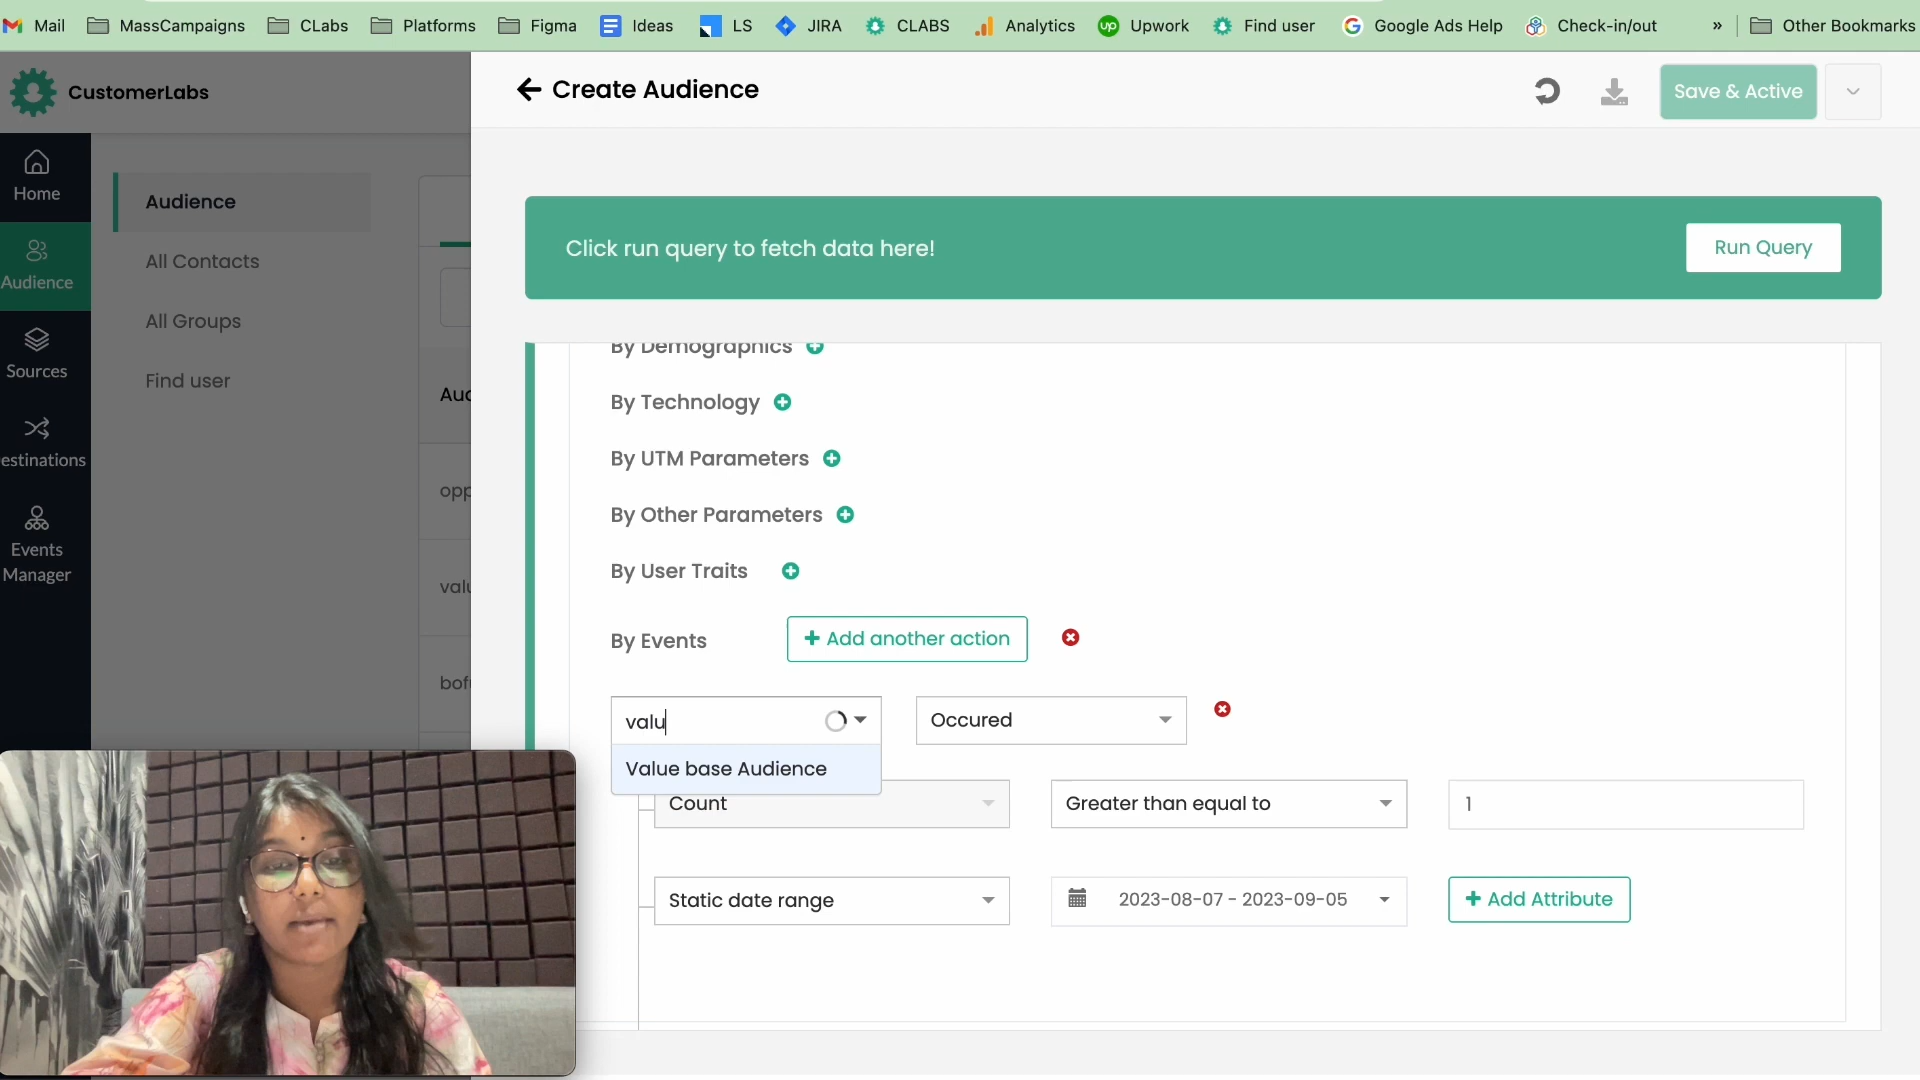 Mail MassCampaigns CLabs Platforms Figma Ideas LS JIRA CLABS Analytics Upwork Find user Google Ads Help Check-in/out » Other Bookmarks
CustomerLabs
Create Audience
Save & Active
Home
Audience
Sources
estinations
Events
Manager
Audience
All Contacts
All Groups
Find user
Aud
opp
valu
bofu
Click run query to fetch data here!
Run Query
By Demographics
By Technology
By UTM Parameters
By Other Parameters
By User Traits
By Events
+ Add another action
valu
Occured
Value base Audience
Count
Greater than equal to
1
Static date range
2023-08-07 - 2023-09-05
+ Add Attribute